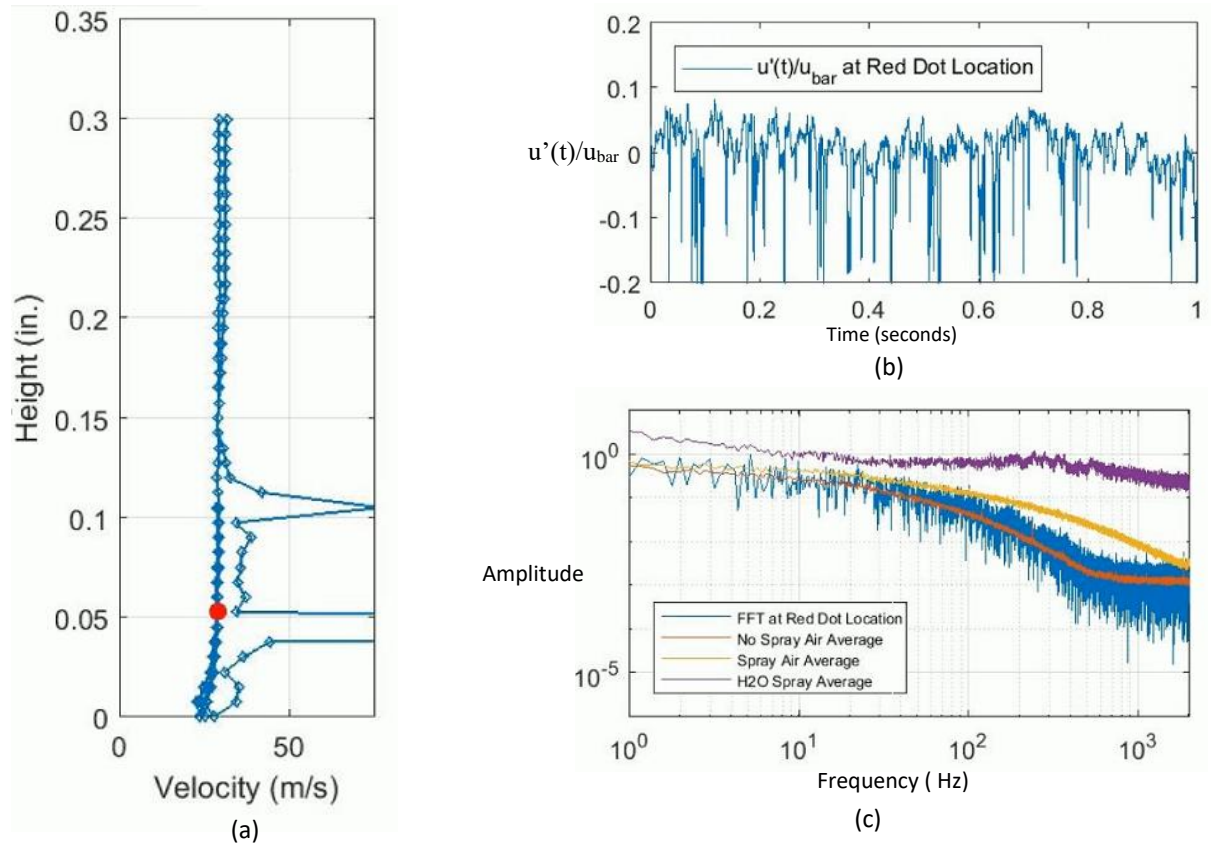 0.35
0.3
0.25
0.2
0.15
0.1
0.05
0
Height (in.)
0
50
Velocity (m/s)
(a)
0.2
0.1
0
-0.1
-0.2
u’(t)/ubar
u'(t)/ubar at Red Dot Location
0
0.2
0.4
0.6
0.8
1
Time (seconds)
(b)
10^0
10^-5
Amplitude
FFT at Red Dot Location
No Spray Air Average
Spray Air Average
H2O Spray Average
10^0
10^1
10^2
10^3
Frequency ( Hz)
(c)